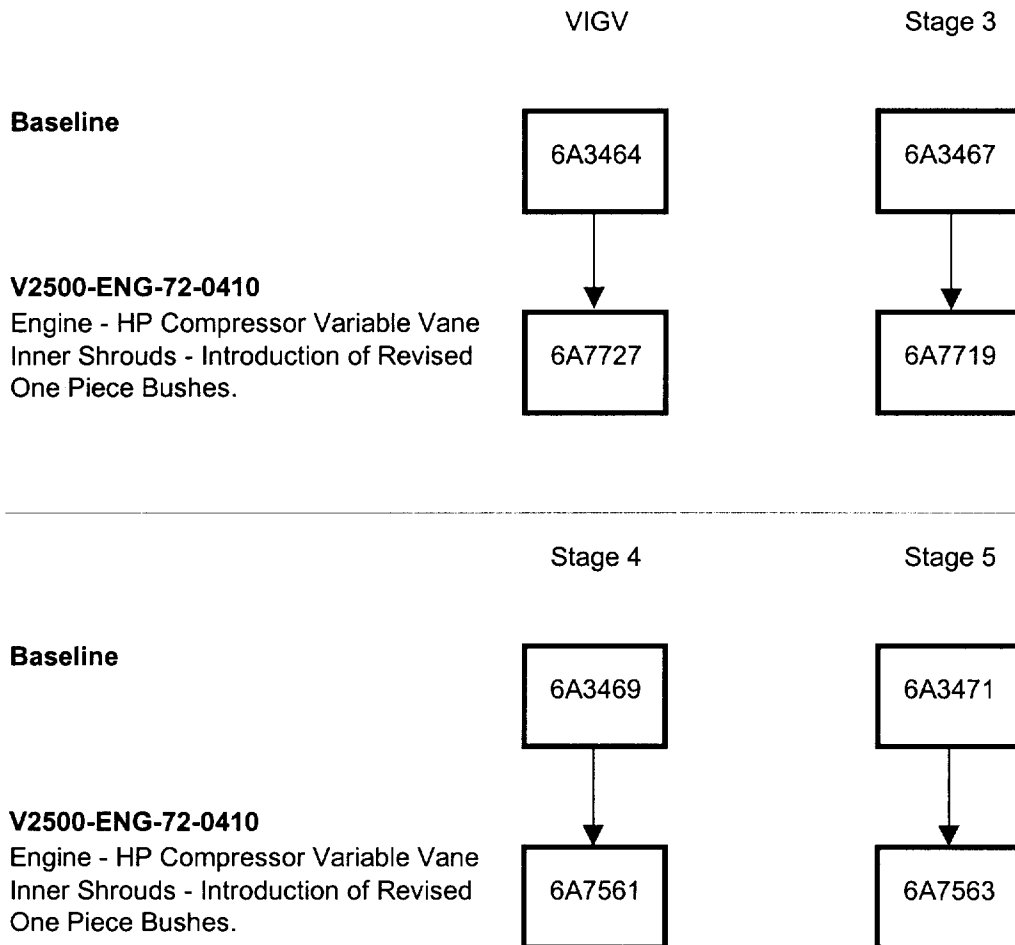 VIGV Stage 3
Baseline
6A3464 6A3467
V2500-ENG-72-0410
Engine - HP Compressor Variable Vane
Inner Shrouds - Introduction of Revised
One Piece Bushes.
6A7727 6A7719
Stage 4 Stage 5
Baseline
6A3469 6A3471
V2500-ENG-72-0410
Engine - HP Compressor Variable Vane
Inner Shrouds - Introduction of Revised
One Piece Bushes.
6A7561 6A7563